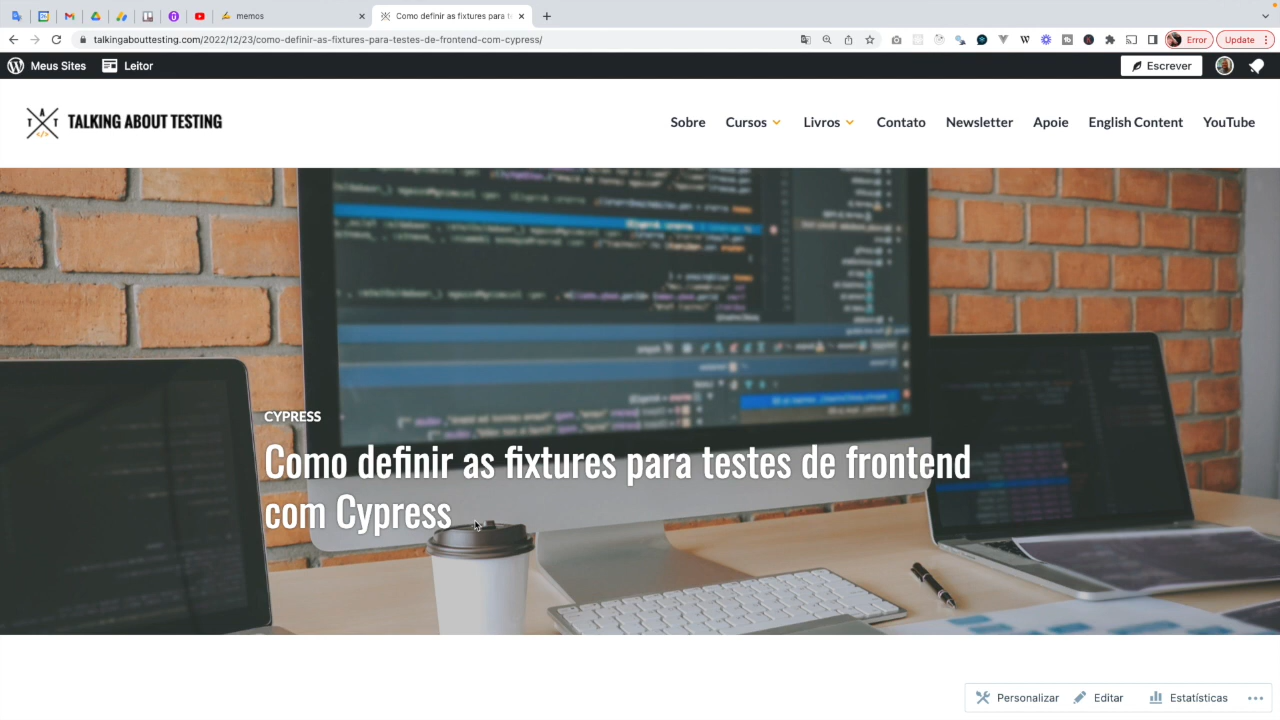 memos
Como definir as fixtures para t
talkingabouttesting.com/2022/12/23/como-definir-as-fixtures-para-testes-de-frontend-com-cypress/
Error
Update
Meus Sites
Leitor
Escrever
TALKING ABOUT TESTING
Sobre
Cursos
Livros
Contato
Newsletter
Apoie
English Content
YouTube
CYPRESS
Como definir as fixtures para testes de frontend
com Cypress
Personalizar
Editar
Estatísticas